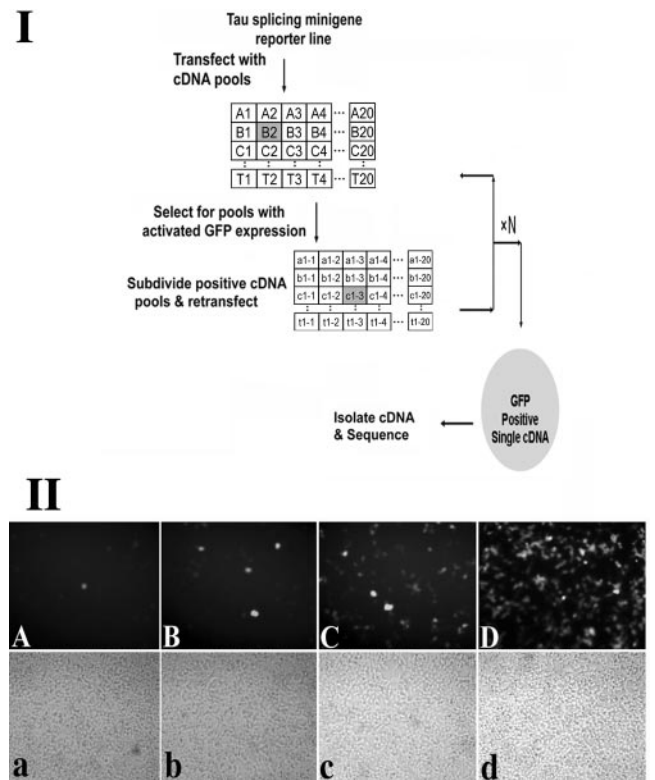 I
Tau splicing minigene
reporter line
Transfect with
cDNA pools
A1 A2 A3 A4 ··· A20
B1 B2 B3 B4 ··· B20
C1 C2 C3 C4 ··· C20
T1 T2 T3 T4 ··· T20
×N
Select for pools with
activated GFP expression
a1-1 a1-2 a1-3 a1-4 ··· a1-20
b1-1 b1-2 b1-3 b1-4 ··· b1-20
c1-1 c1-2 c1-3 c1-4 ··· c1-20
t1-1 t1-2 t1-3 t1-4 ··· t1-20
Subdivide positive cDNA
pools & retransfect
GFP
Positive
Single cDNA
Isolate cDNA
& Sequence
II
A B C D
a b c d